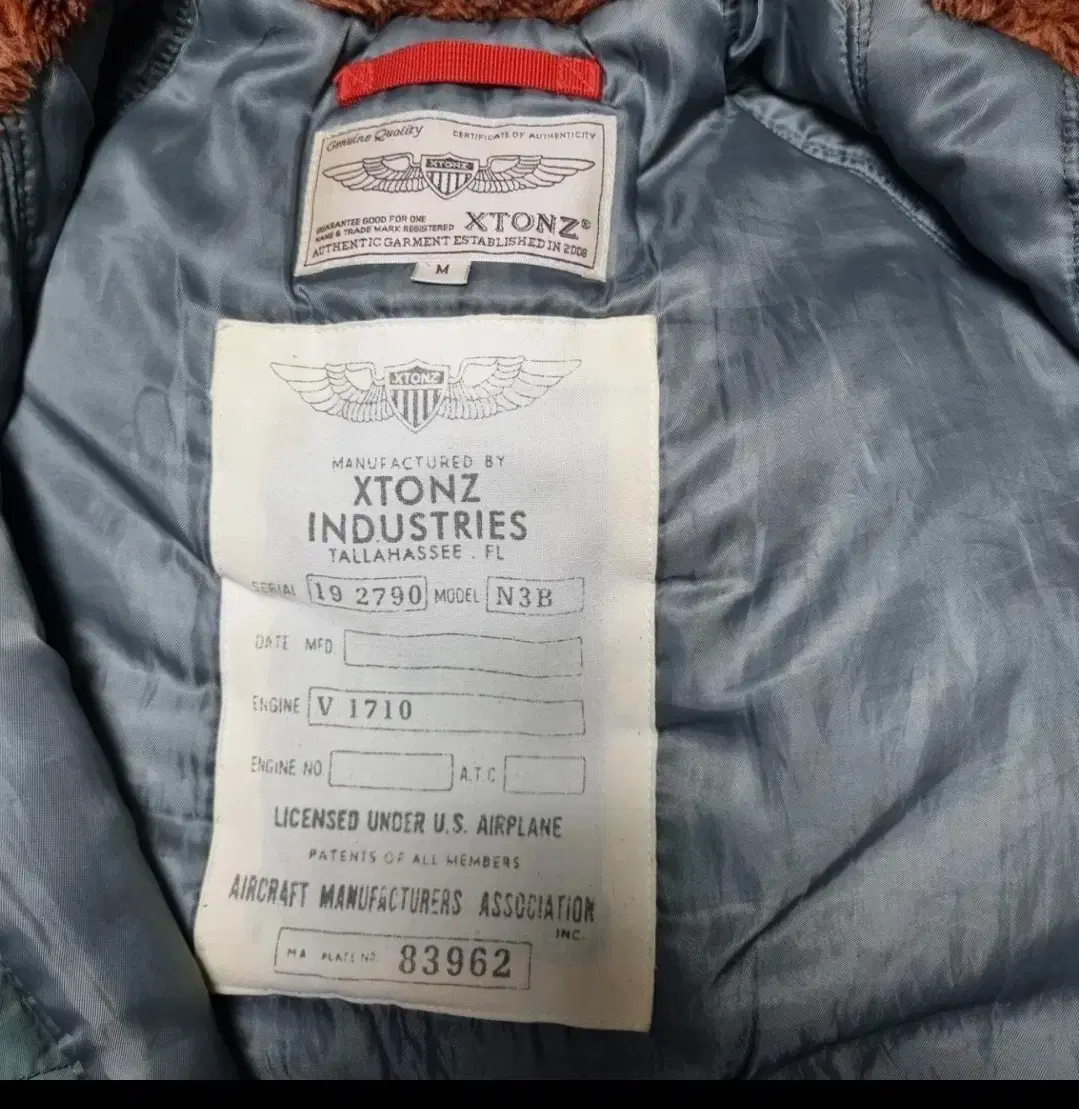 Genuine Quality CERTIFICATE OF AUTHENTICITY
XTONZ
GUARANTEE GOOD FOR ONE
NAME & TRADE MARK REGISTERED XTONZ®
AUTHENTIC GARMENT ESTABLISHED IN 2008
M
XTONZ
MANUFACTURED BY
XTONZ
INDUSTRIES
TALLAHASSEE . FL
SERIAL 19 2790 MODEL N3B
DATE MFD
ENGINE V 1710
ENGINE NO A.T.C
LICENSED UNDER U.S. AIRPLANE
PATENTS OF ALL MEMBERS
AIRCRAFT MANUFACTURERS ASSOCIATION
INC.
MA PLATE NO. 83962